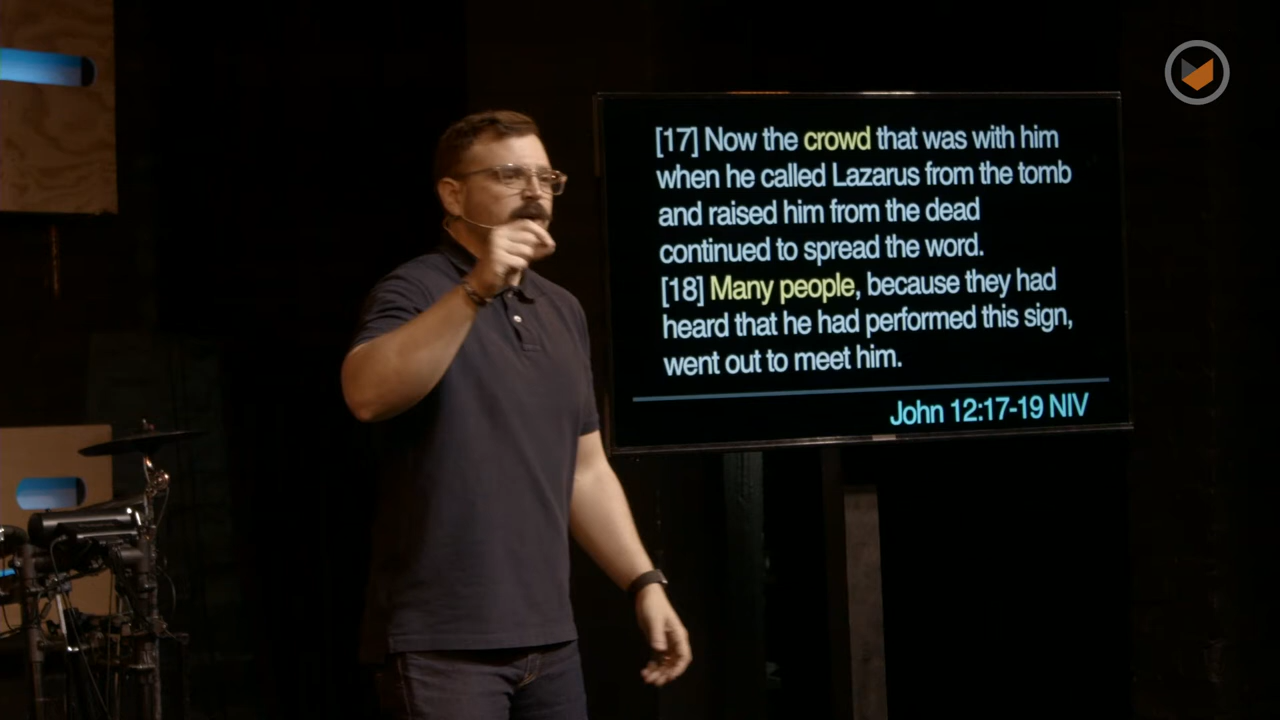 [17] Now the crowd that was with him
when he called Lazarus from the tomb
and raised him from the dead
continued to spread the word.
[18] Many people, because they had
heard that he had performed this sign,
went out to meet him.
John 12:17-19 NIV